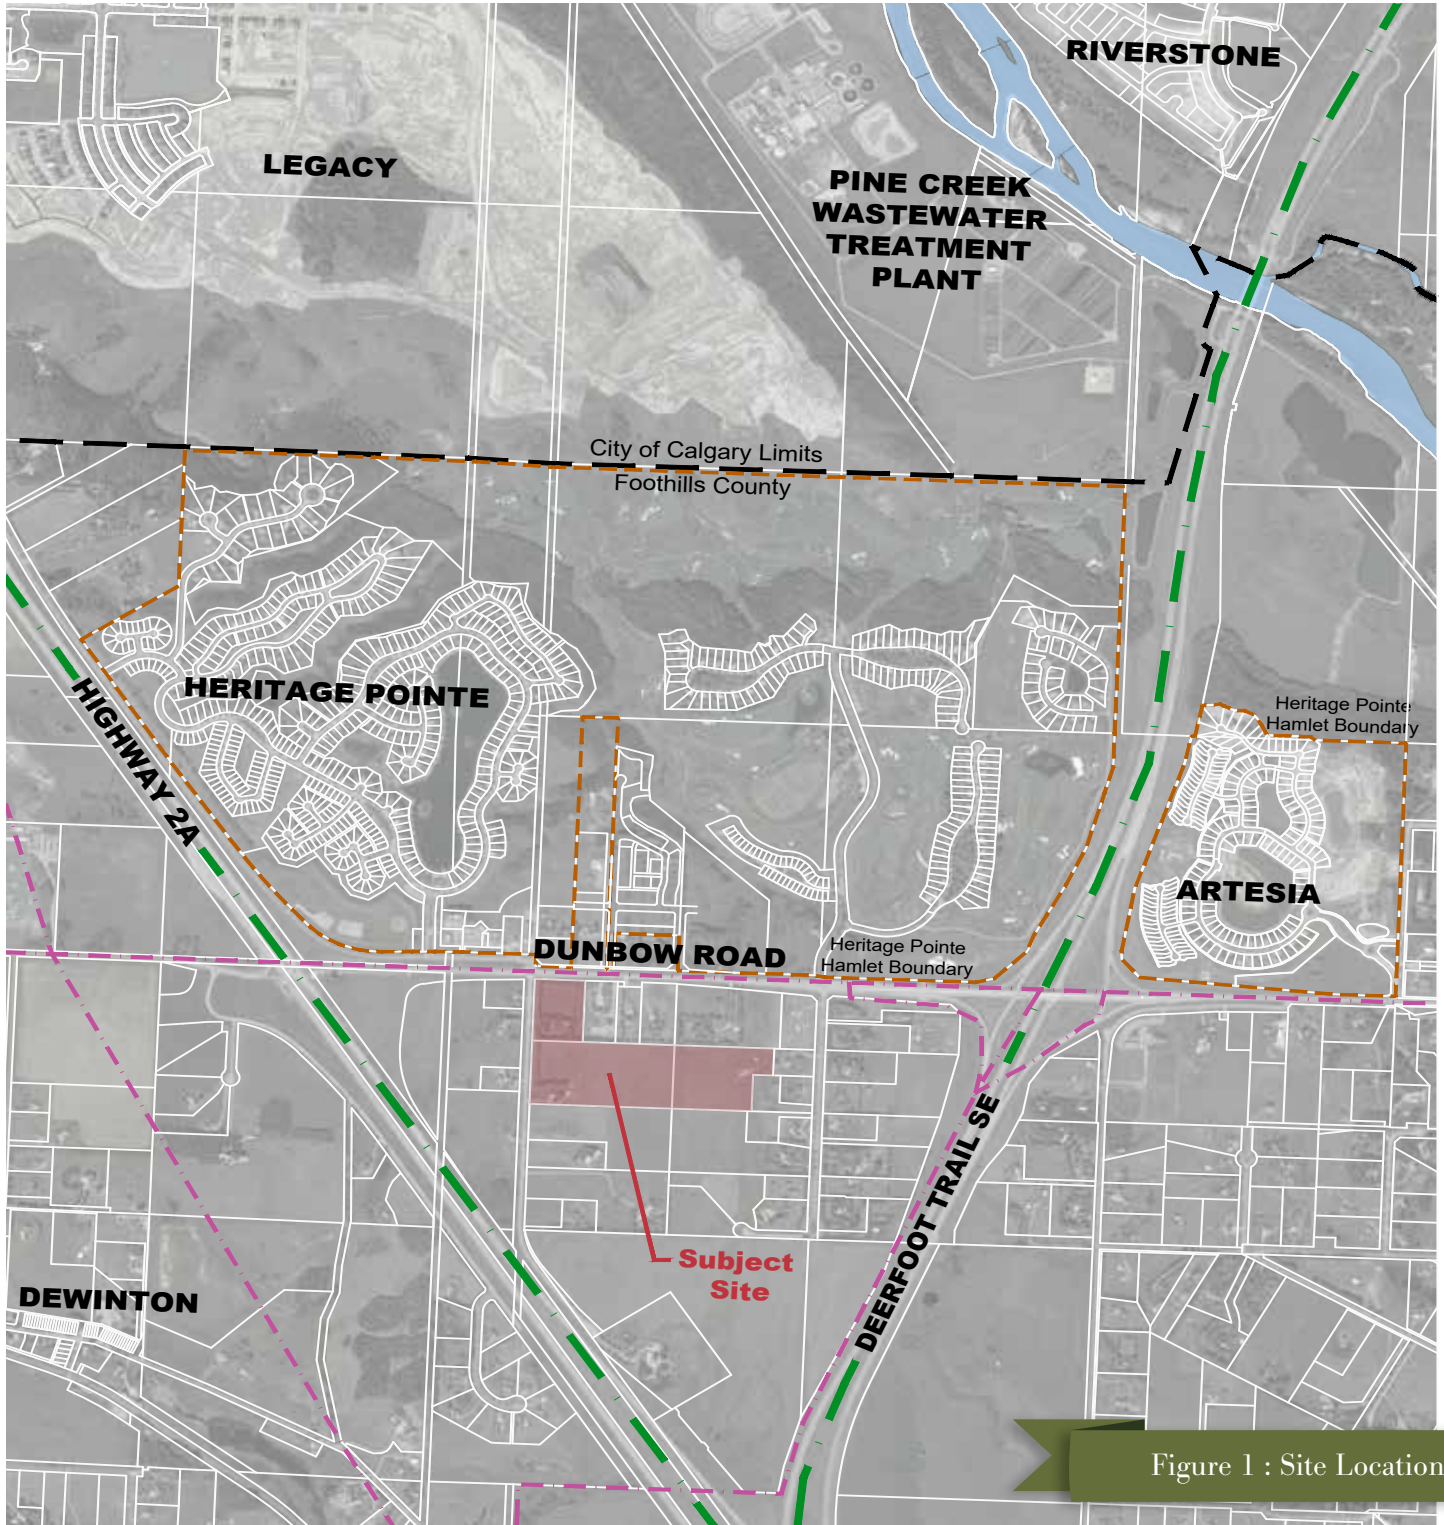 RIVERSTONE
LEGACY
PINE CREEK
WASTEWATER
TREATMENT
PLANT
City of Calgary Limits
Foothills County
HERITAGE POINTE
HIGHWAY 2A
Heritage Pointe
Hamlet Boundary
ARTESIA
DUNBOW ROAD
Heritage Pointe
Hamlet Boundary
DEERFOOT TRAIL SE
Subject
Site
DEWINTON
Figure 1 : Site Location